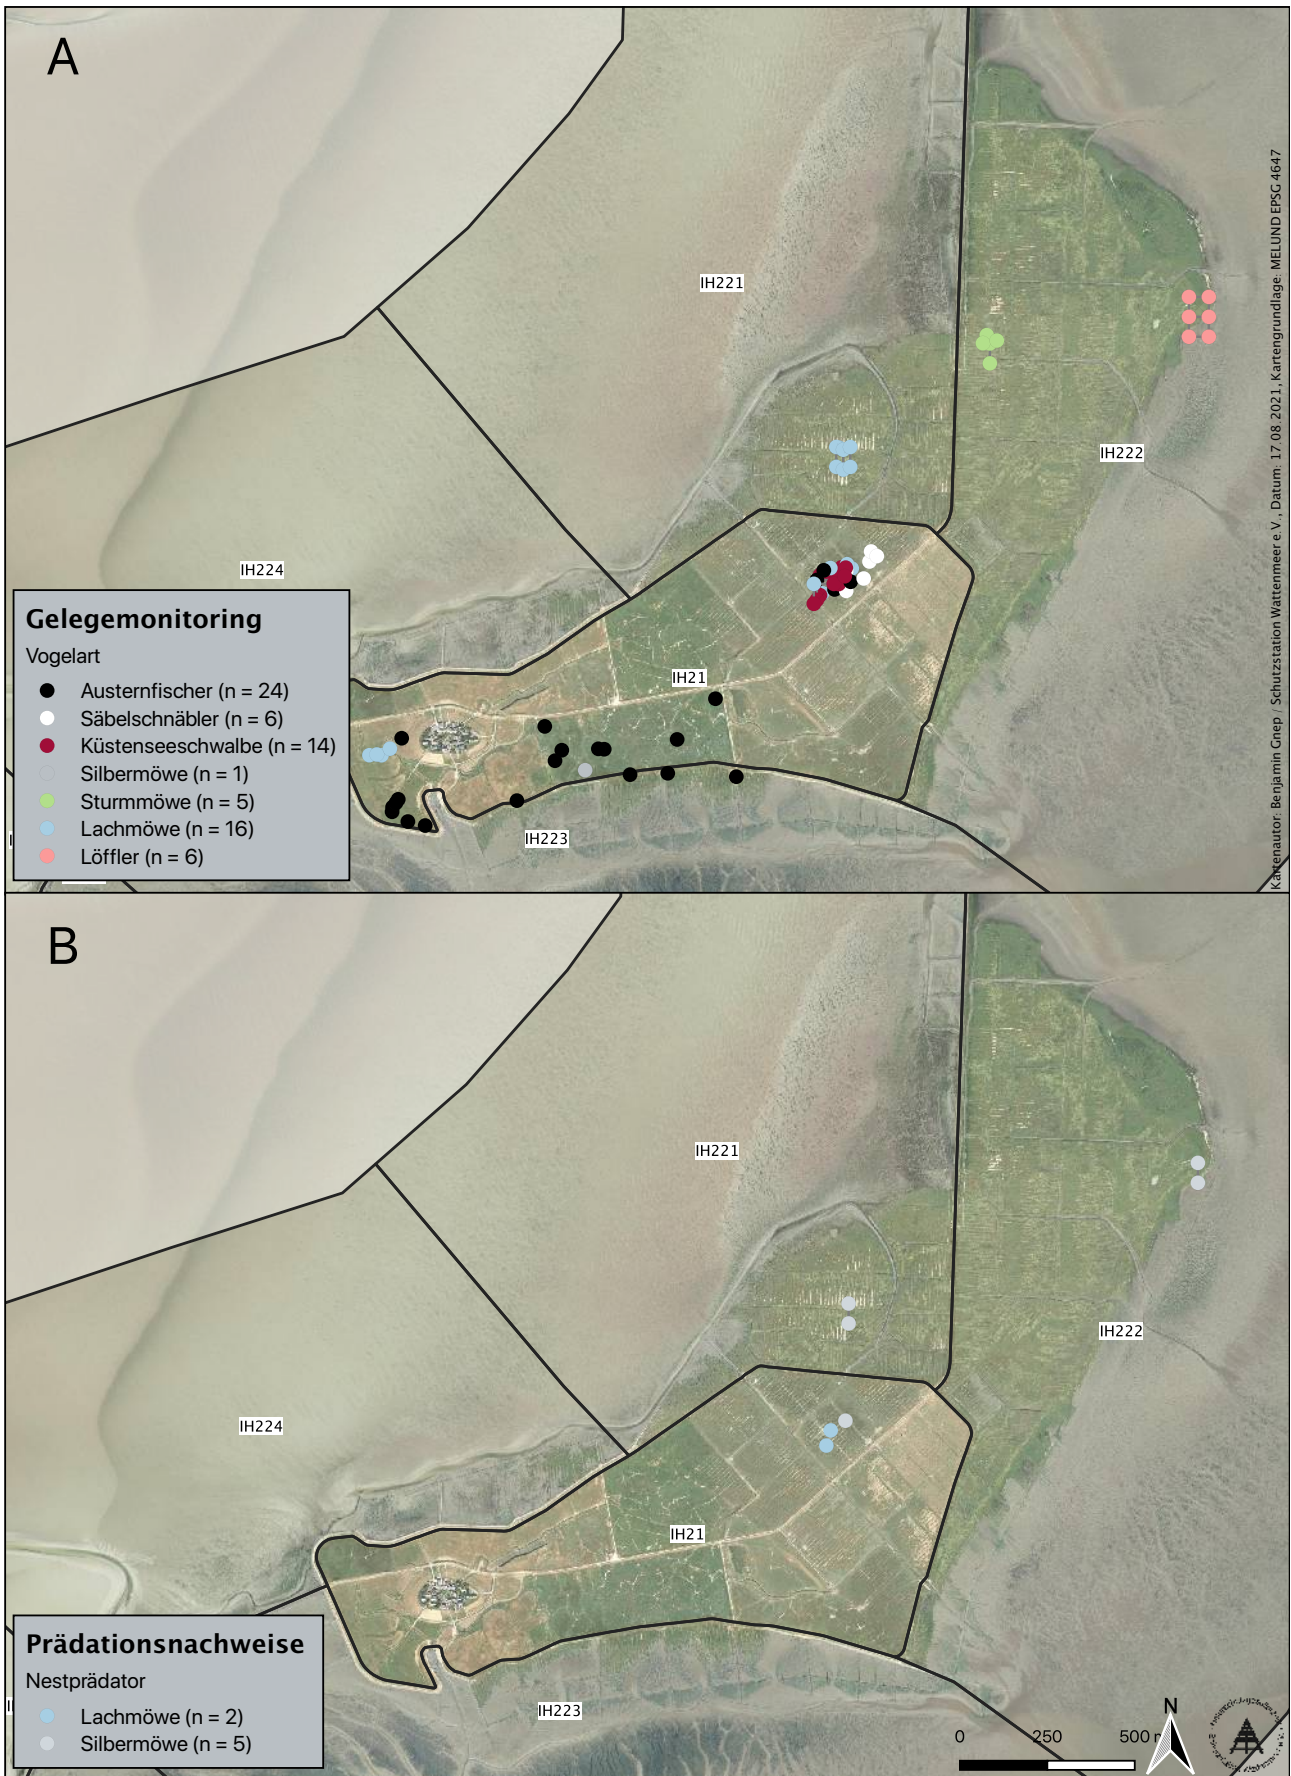 A
IH221
IH222
IH224
IH21
IH223
Gelegemonitoring
Vogelart
Austernfischer (n = 24)
Säbelschnäbler (n = 6)
Küstenseeschwalbe (n = 14)
Silbermöwe (n = 1)
Sturmmöwe (n = 5)
Lachmöwe (n = 16)
Löffler (n = 6)
Kartenautor: Benjamin Gnep / Schutzstation Wattenmeer e.V., Datum: 17.08.2021, Kartengrundlage: MELUND EPSG 4647
B
IH221
IH222
IH224
IH21
IH223
Prädationsnachweise
Nestprädator
Lachmöwe (n = 2)
Silbermöwe (n = 5)
0 250 500
N